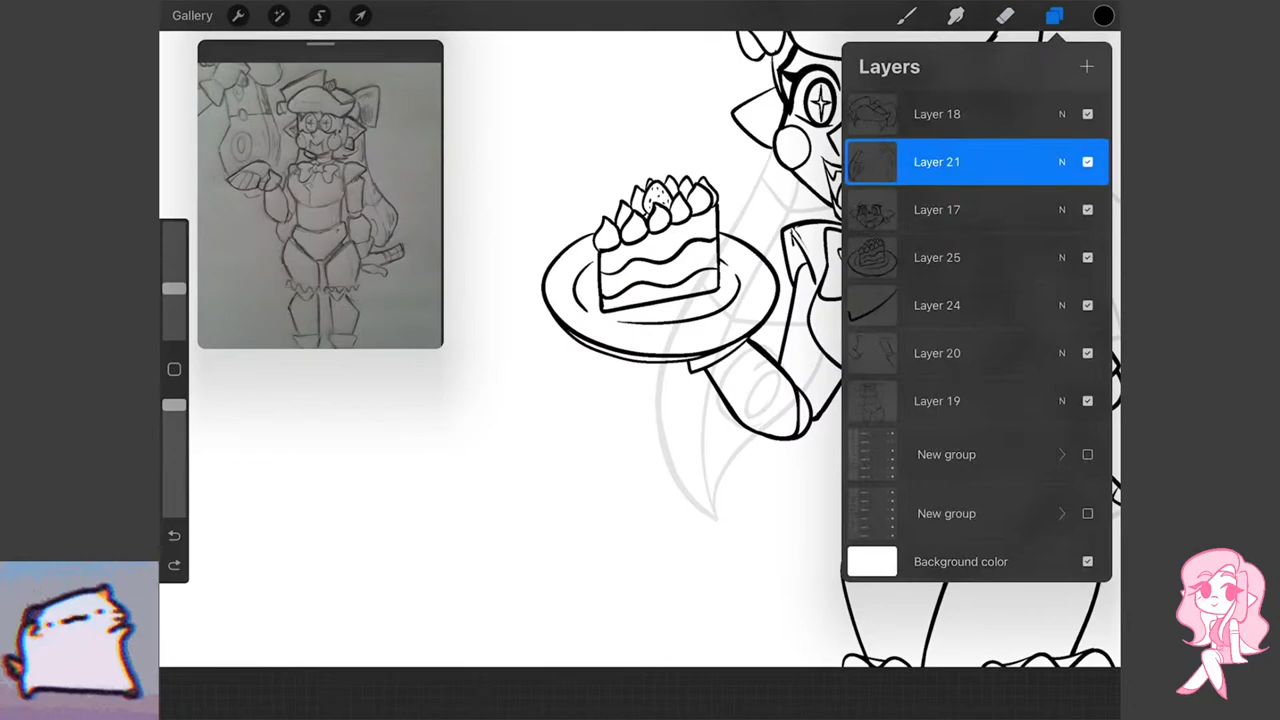 Gallery
Layers
Layer 18 N
Layer 21 N
Layer 17 N
Layer 25 N
Layer 24 N
Layer 20 N
Layer 19 N
New group
New group
Background color